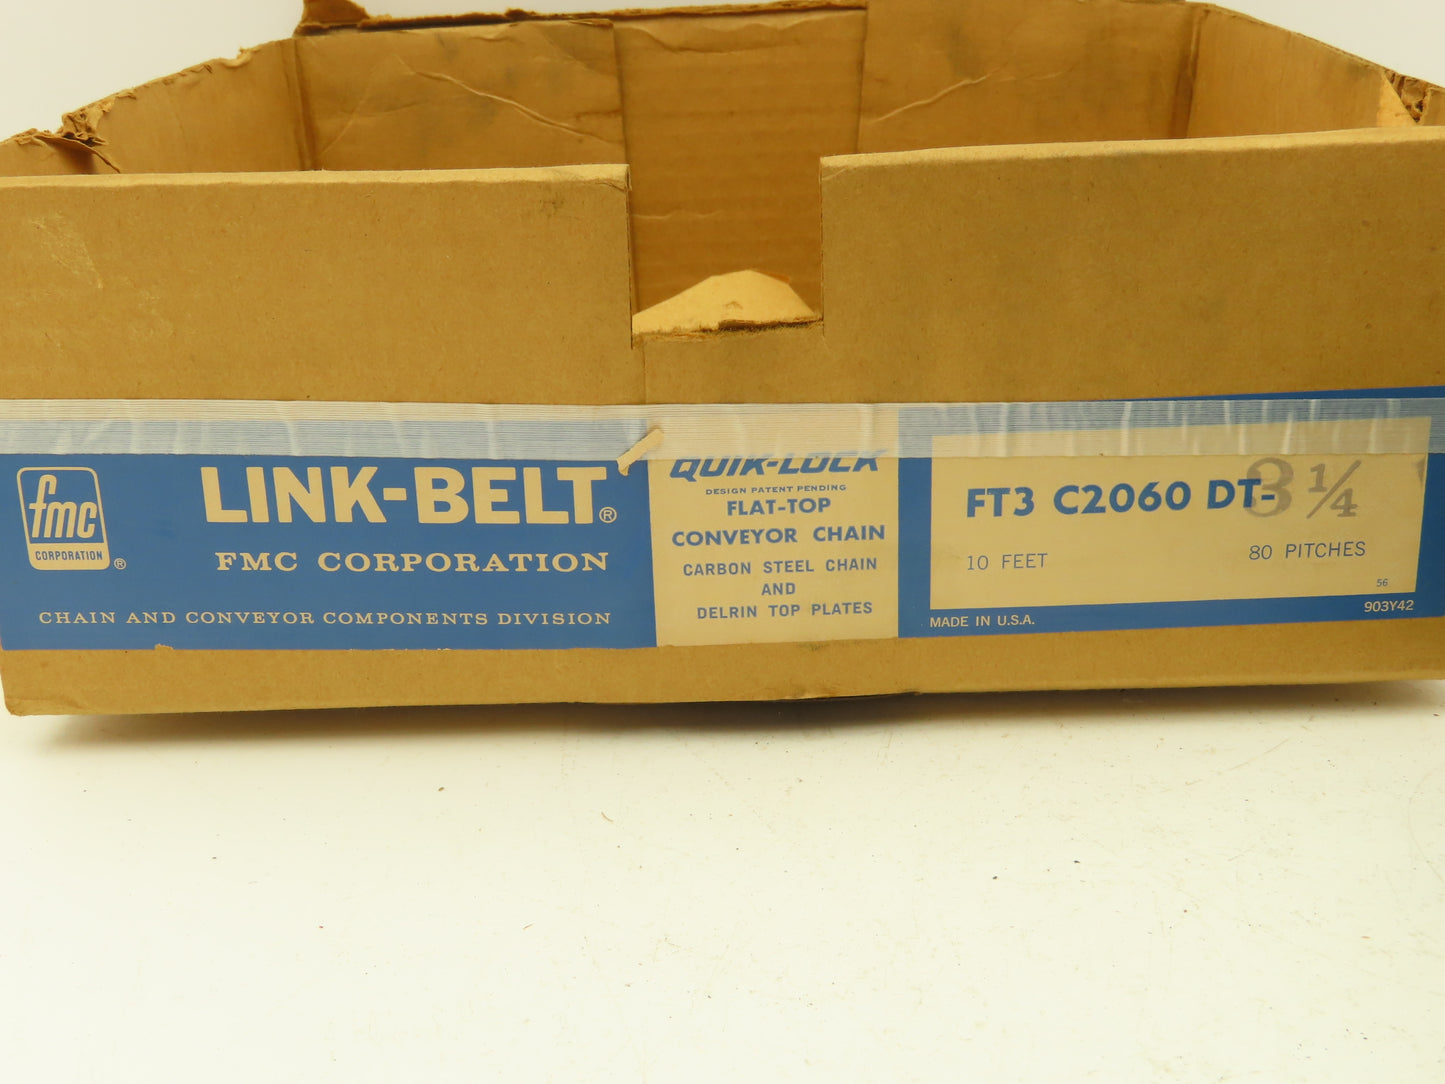 fmc
CORPORATION
®
LINK-BELT®
FMC CORPORATION
CHAIN AND CONVEYOR COMPONENTS DIVISION
QUIK-LOCK
DESIGN PATENT PENDING
FLAT-TOP
CONVEYOR CHAIN
CARBON STEEL CHAIN
AND
DELRIN TOP PLATES
FT3 C2060 DT-3 1/4
10 FEET 80 PITCHES
56
MADE IN U.S.A. 903Y42